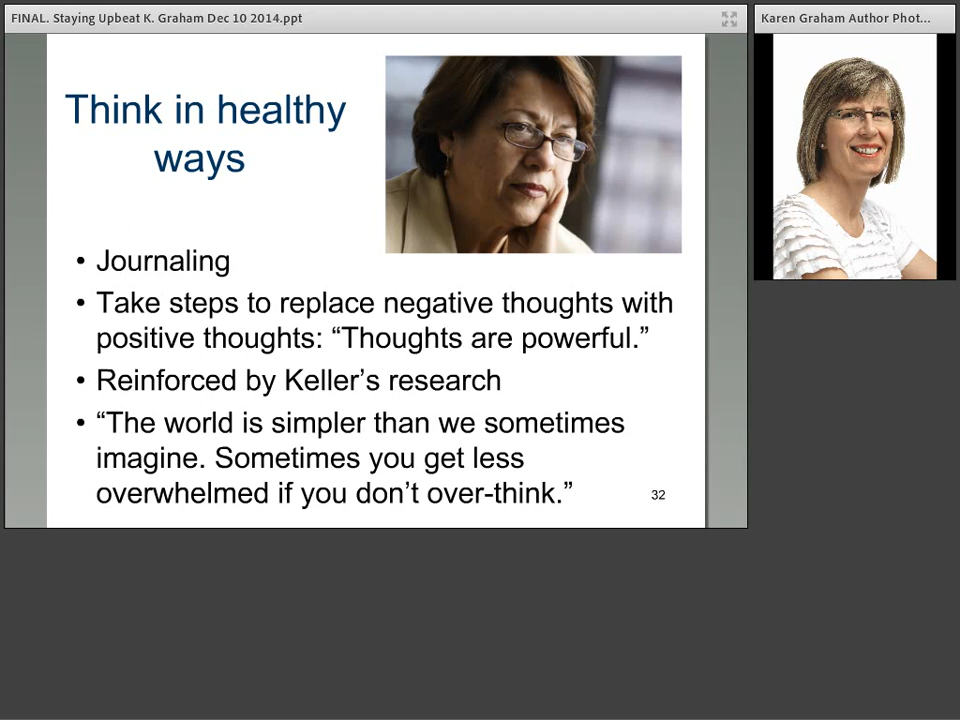 FINAL. Staying Upbeat K. Graham Dec 10 2014.ppt
Karen Graham Author Phot...
Think in healthy
ways
• Journaling
• Take steps to replace negative thoughts with
positive thoughts: “Thoughts are powerful.”
• Reinforced by Keller’s research
• “The world is simpler than we sometimes
imagine. Sometimes you get less
overwhelmed if you don’t over-think.”
32